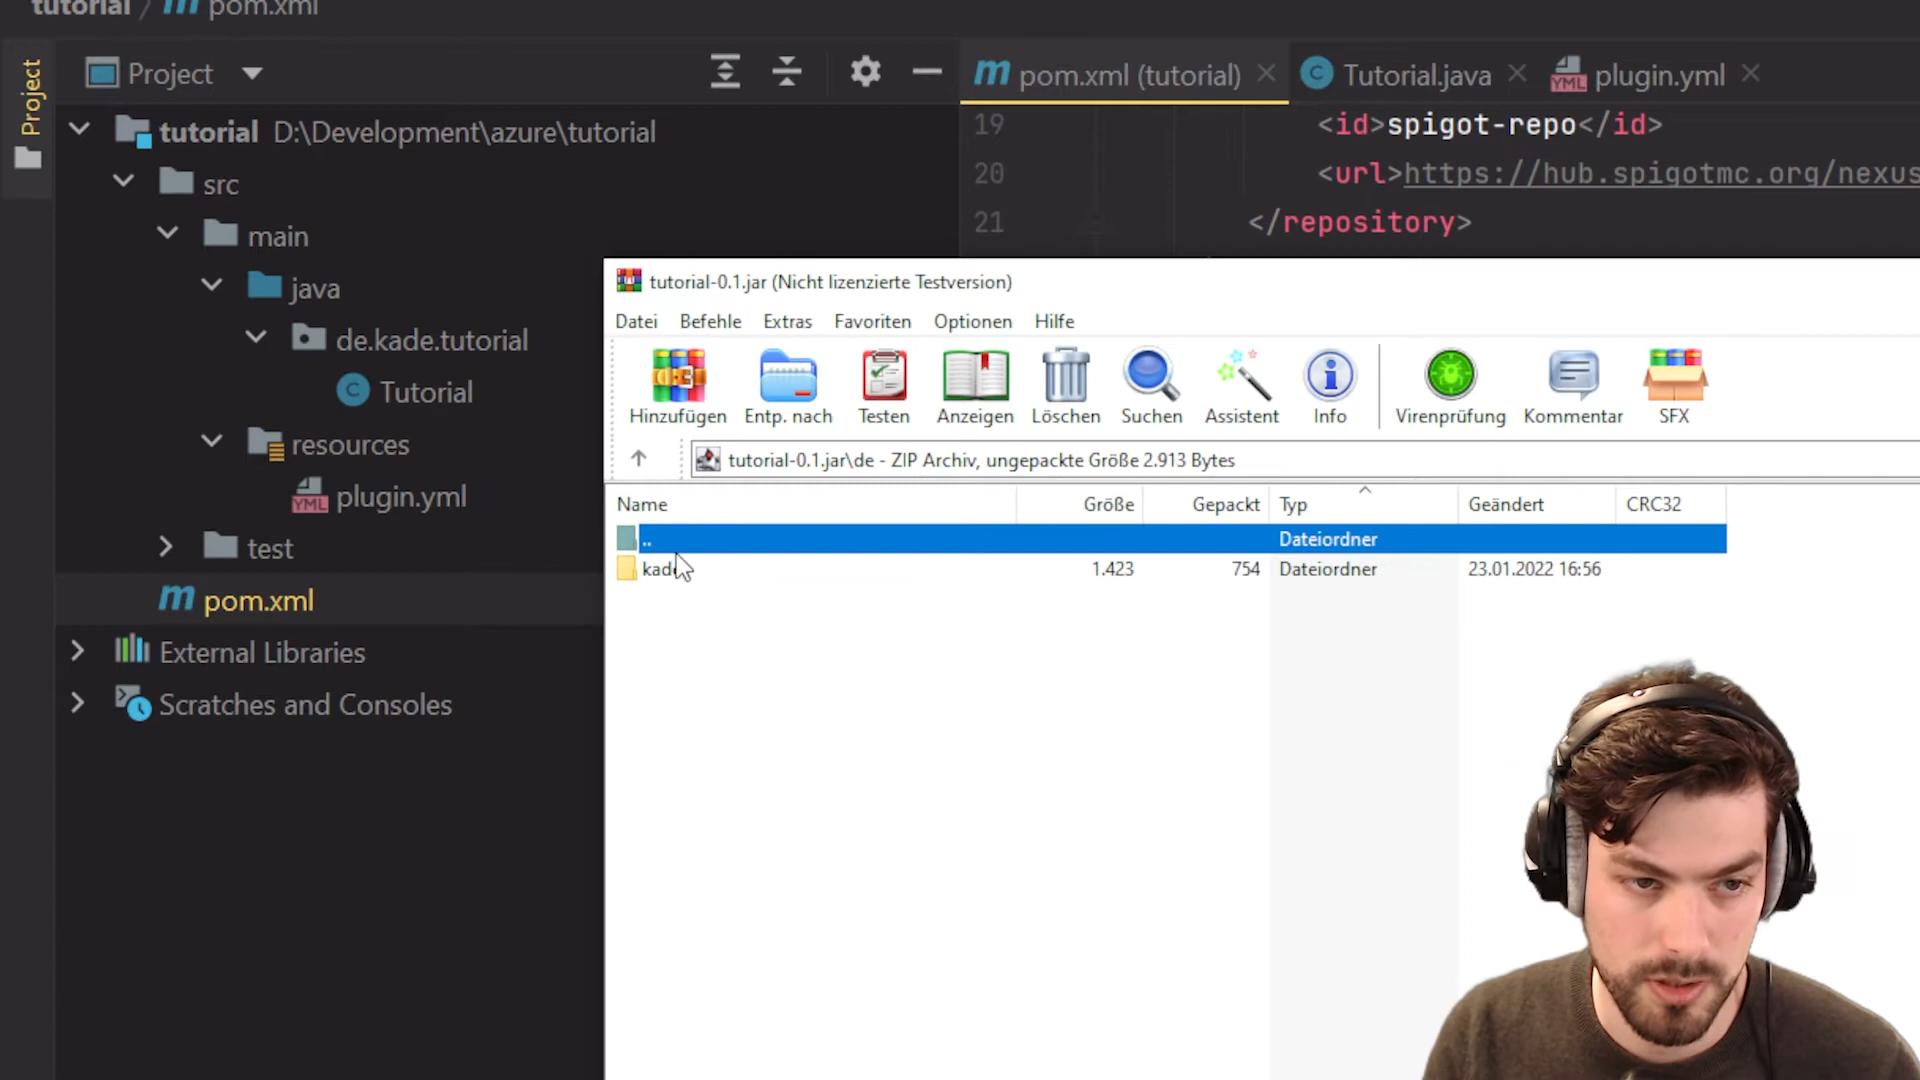 tutorial / m pom.xml
Project
Project
tutorial D:\Development\azure\tutorial
src
main
java
de.kade.tutorial
C Tutorial
resources
YML plugin.yml
test
m pom.xml
External Libraries
Scratches and Consoles
m pom.xml (tutorial)
C Tutorial.java
YML plugin.yml
19 <id>spigot-repo</id>
20 <url>https://hub.spigotmc.org/nexus
21 </repository>
tutorial-0.1.jar (Nicht lizenzierte Testversion)
Datei Befehle Extras Favoriten Optionen Hilfe
Hinzufügen Entp. nach Testen Anzeigen Löschen Suchen Assistent Info Virenprüfung Kommentar SFX
tutorial-0.1.jar\de - ZIP Archiv, ungepackte Größe 2.913 Bytes
Name Größe Gepackt Typ Geändert CRC32
.. Dateiordner
kade 1.423 754 Dateiordner 23.01.2022 16:56